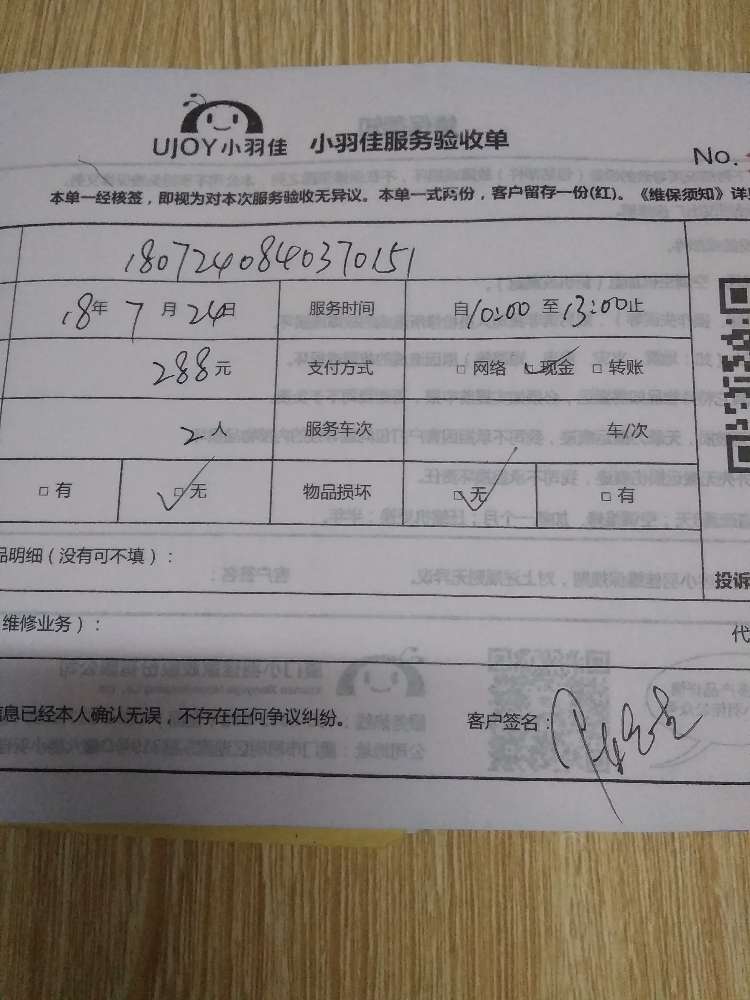 UJOY小羽佳 小羽佳服务验收单
No.
本单一经核签，即视为对本次服务验收无异议。本单一式两份，客户留存一份(红)。《维保须知》详见
1807240840370151
18年 7 月 24日 服务时间 自10:00 至13:00止
288元 支付方式 □ 网络 □ 现金 □ 转账
2人 服务车次 车/次
□ 有 □ 无 物品损坏 □ 无 □ 有
品明细（没有可不填）：
投诉
维修业务）：
代
信息已经本人确认无误，不存在任何争议纠纷。 客户签名：